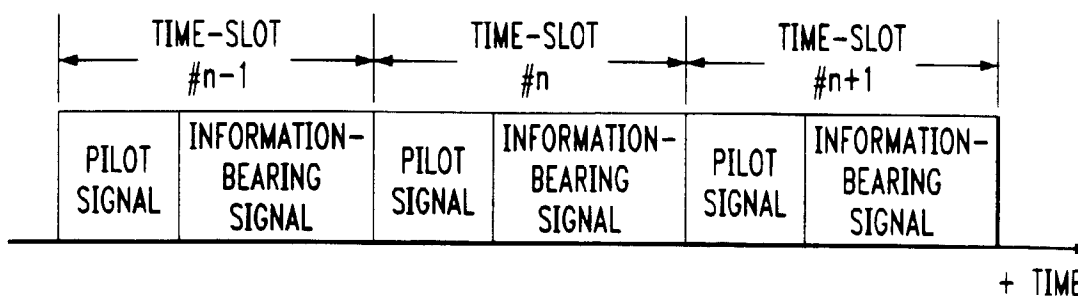 TIME-SLOT
#n-1
TIME-SLOT
#n
TIME-SLOT
#n+1
PILOT
SIGNAL
INFORMATION-
BEARING
SIGNAL
PILOT
SIGNAL
INFORMATION-
BEARING
SIGNAL
PILOT
SIGNAL
INFORMATION-
BEARING
SIGNAL
+ TIME